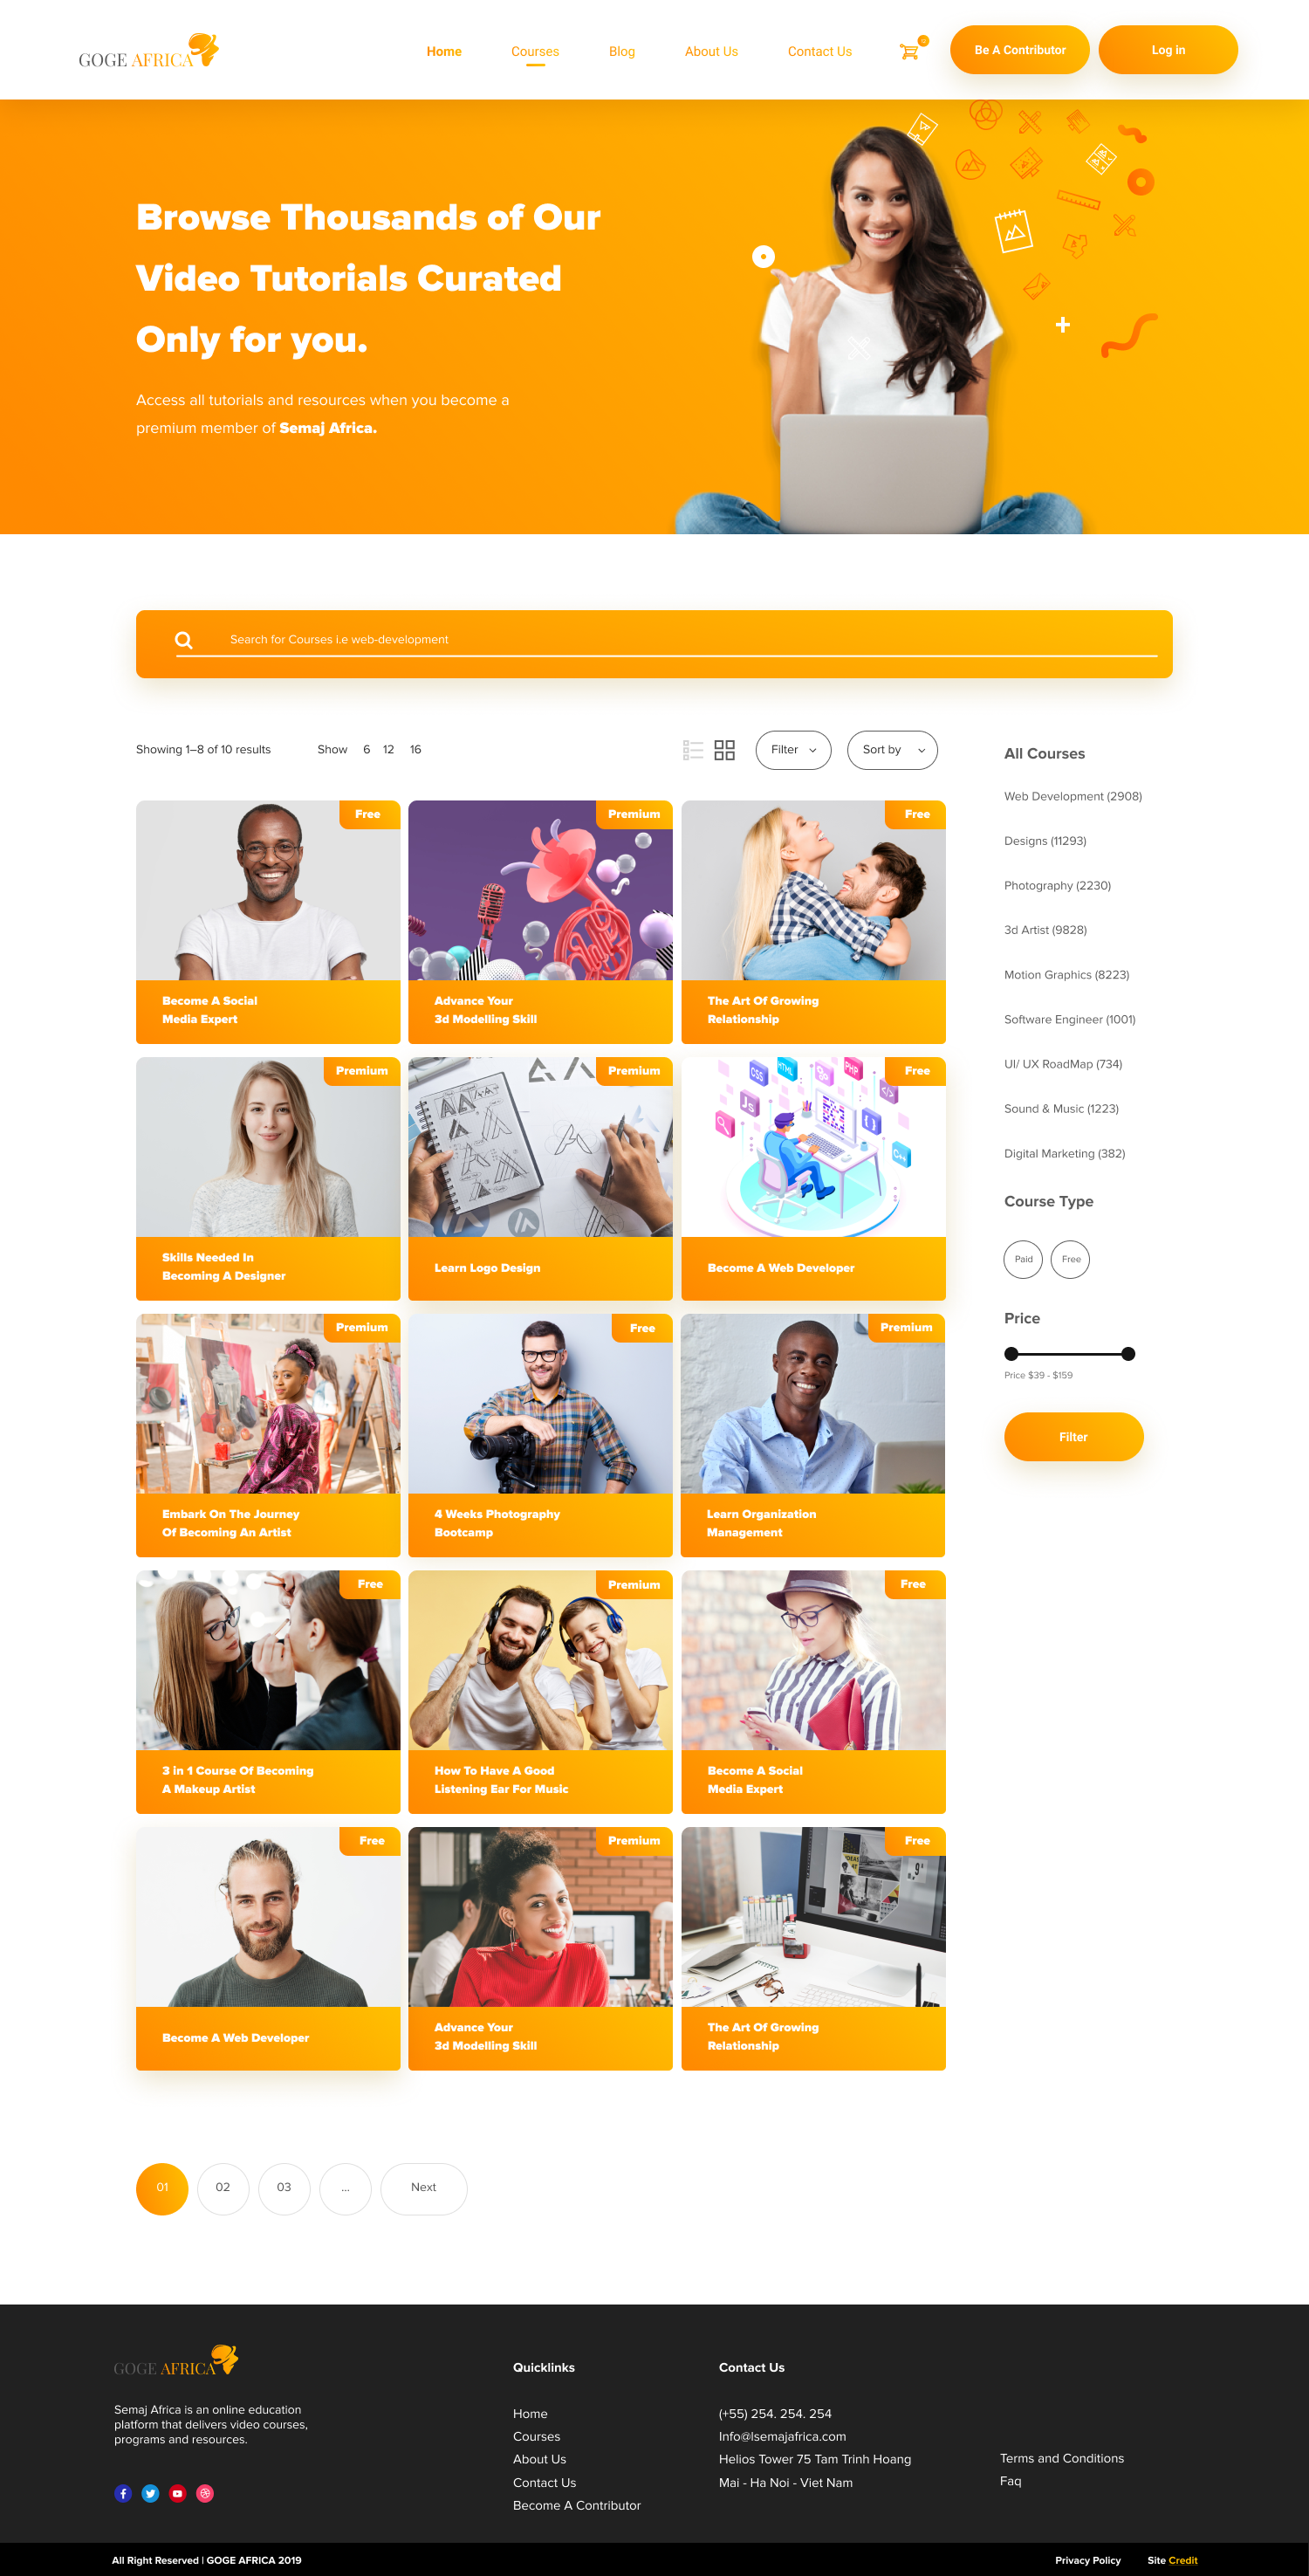 GOGE AFRICA
Home
Courses
Blog
About Us
Contact Us
Be A Contributor
Log in
Browse Thousands of Our
Video Tutorials Curated
Only for you.
Access all tutorials and resources when you become a
premium member of Semaj Africa.
Search for Courses i.e web-development
Showing 1–8 of 10 results
Show 6 12 16
Filter
Sort by
Free
Become A Social
Media Expert
Premium
Advance Your
3d Modelling Skill
Free
The Art Of Growing
Relationship
Premium
Skills Needed In
Becoming A Designer
Premium
Learn Logo Design
Free
CSS
HTML
PHP
</>
Js
{ }
C++
Become A Web Developer
Premium
Embark On The Journey
Of Becoming An Artist
Free
4 Weeks Photography
Bootcamp
Premium
Learn Organization
Management
Free
3 in 1 Course Of Becoming
A Makeup Artist
Premium
How To Have A Good
Listening Ear For Music
Free
Become A Social
Media Expert
Free
Become A Web Developer
Premium
Advance Your
3d Modelling Skill
Free
The Art Of Growing
Relationship
All Courses
Web Development (2908)
Designs (11293)
Photography (2230)
3d Artist (9828)
Motion Graphics (8223)
Software Engineer (1001)
UI/ UX RoadMap (734)
Sound & Music (1223)
Digital Marketing (382)
Course Type
Paid
Free
Price
Price $39 - $159
Filter
01
02
03
...
Next
GOGE AFRICA
Semaj Africa is an online education
platform that delivers video courses,
programs and resources.
Quicklinks
Home
Courses
About Us
Contact Us
Become A Contributor
Contact Us
(+55) 254. 254. 254
Info@lsemajafrica.com
Helios Tower 75 Tam Trinh Hoang
Mai - Ha Noi - Viet Nam
Terms and Conditions
Faq
All Right Reserved | GOGE AFRICA 2019
Privacy Policy
Site Credit